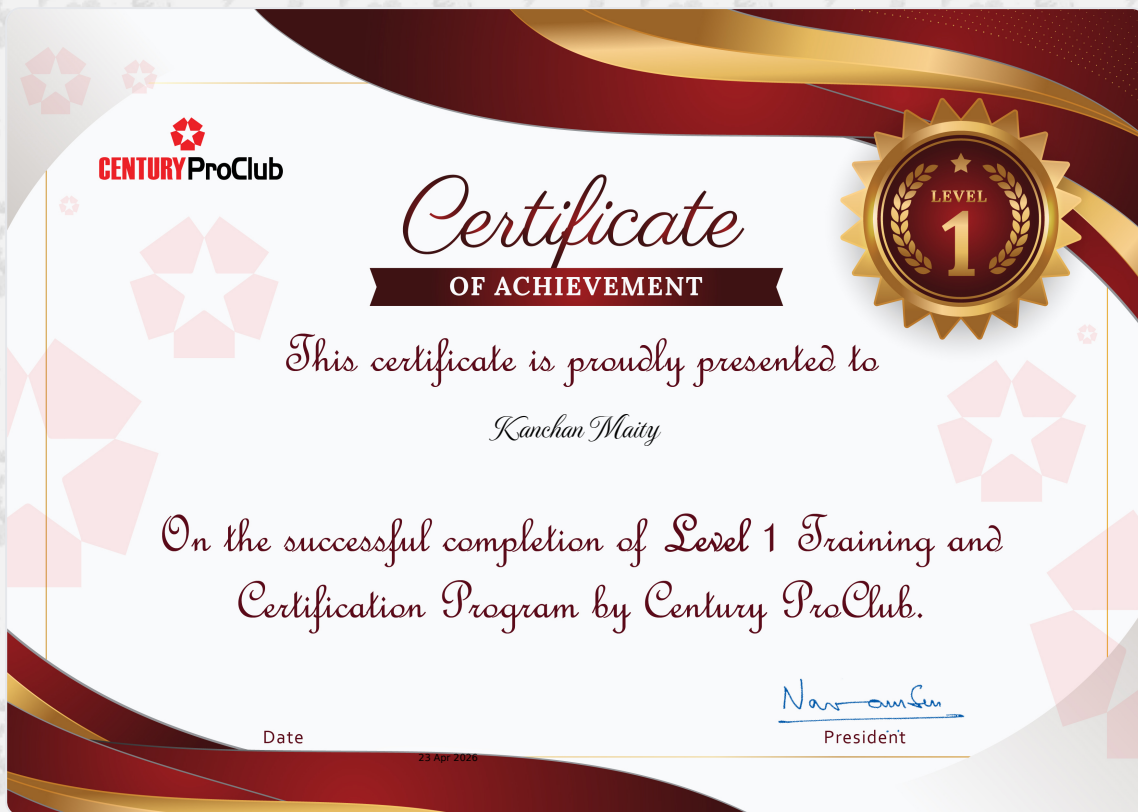 CENTURY ProClub
LEVEL
1
Certificate
OF ACHIEVEMENT
This certificate is proudly presented to
Kanchan Maity
On the successful completion of Level 1 Training and
Certification Program by Century ProClub.
Date
President
23 Apr 2026